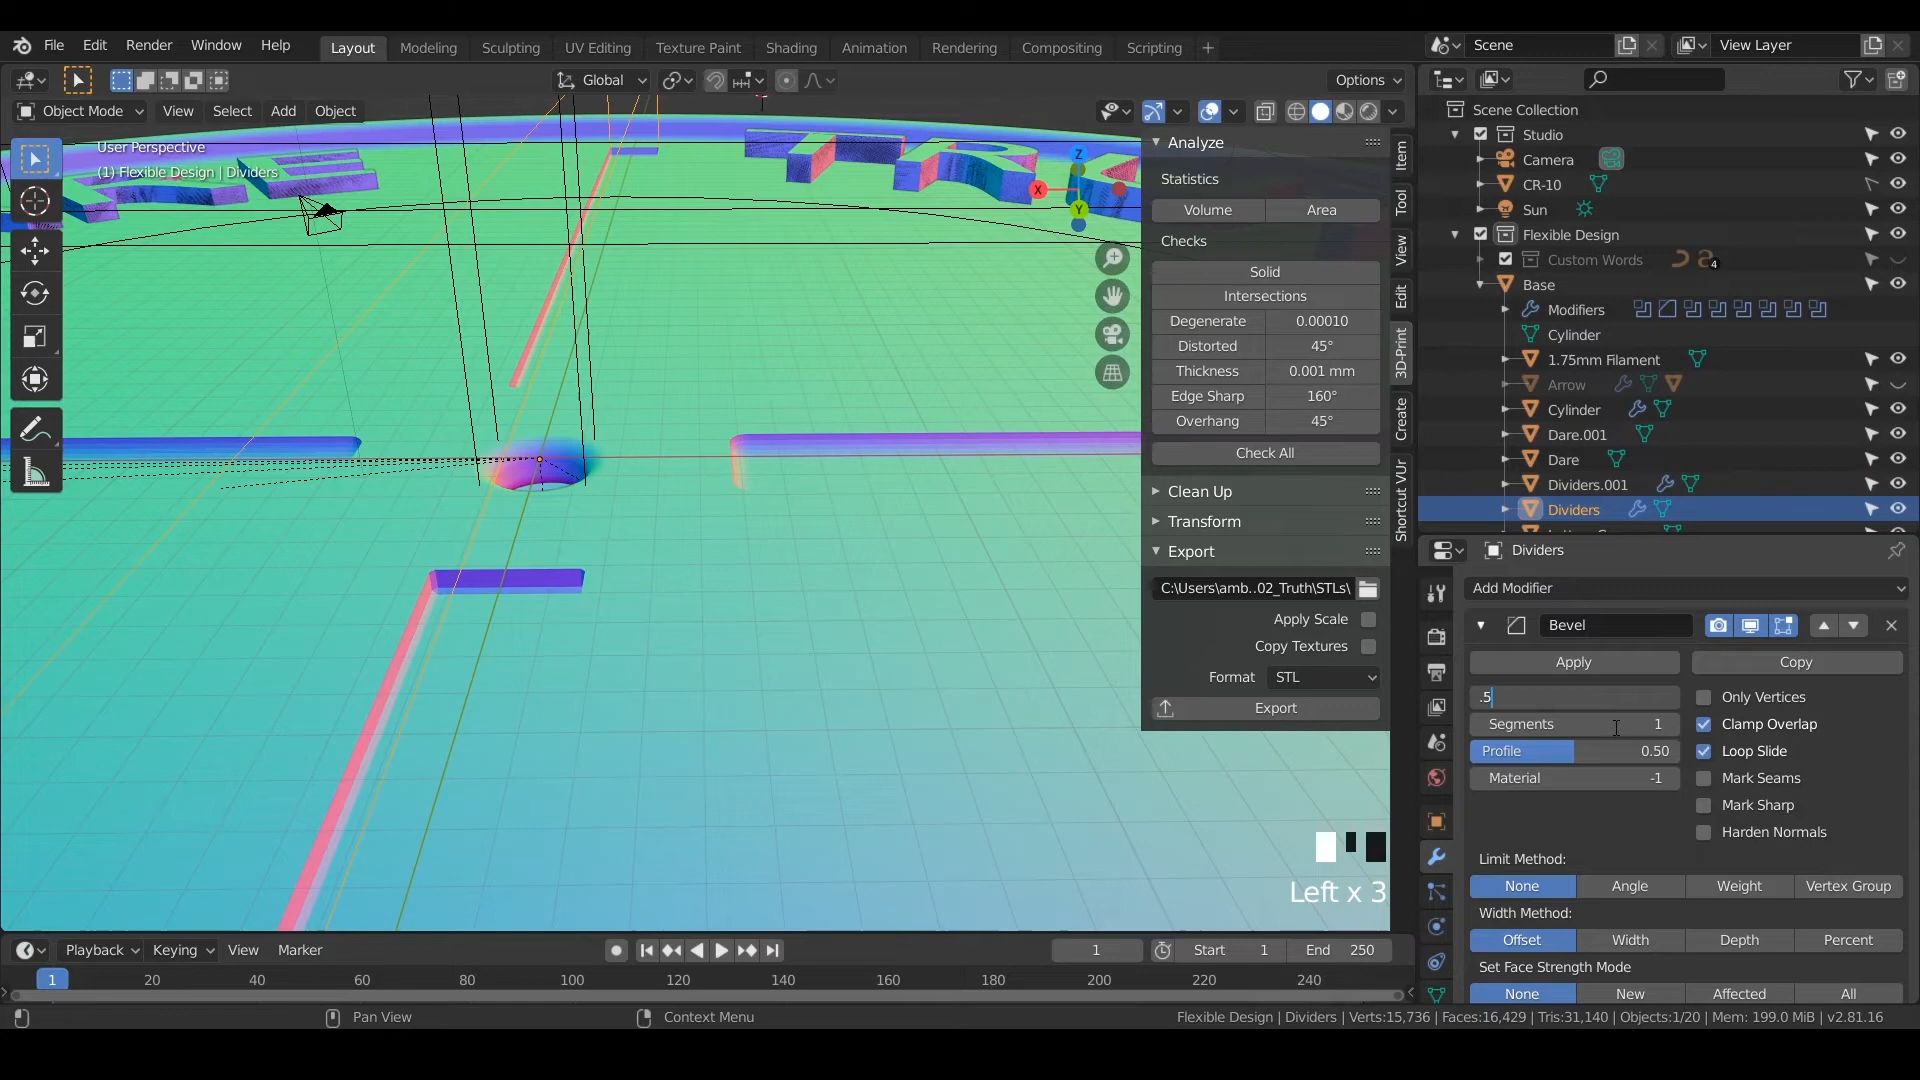 File Edit Render Window Help Layout Modeling Sculpting UV Editing Texture Paint Shading Animation Rendering Compositing Scripting + Scene View Layer
Global Options
Object Mode View Select Add Object
User Perspective
(1) Flexible Design | Dividers
Z
X
Y
Analyze
Statistics
Volume Area
Checks
Solid
Intersections
Degenerate 0.00010
Distorted 45°
Thickness 0.001 mm
Edge Sharp 160°
Overhang 45°
Check All
Clean Up
Transform
Export
C:\Users\amb..02_Truth\STLs\
Apply Scale
Copy Textures
Format STL
Export
Item
Tool
View
Edit
3D-Print
Create
Shortcut VUr
Scene Collection
Studio
Camera
CR-10
Sun
Flexible Design
Custom Words 4
Base
Modifiers
Cylinder
1.75mm Filament
Arrow
Cylinder
Dare.001
Dare
Dividers.001
Dividers
Dividers
Add Modifier
Bevel
Apply Copy
.5 Only Vertices
Segments 1 Clamp Overlap
Profile 0.50 Loop Slide
Material -1 Mark Seams
Mark Sharp
Harden Normals
Limit Method:
None Angle Weight Vertex Group
Width Method:
Offset Width Depth Percent
Set Face Strength Mode
None New Affected All
Left x 3
Playback Keying View Marker 1 Start 1 End 250
1 20 40 60 80 100 120 140 160 180 200 220 240
Pan View Context Menu Flexible Design | Dividers | Verts:15,736 | Faces:16,429 | Tris:31,140 | Objects:1/20 | Mem: 199.0 MiB | v2.81.16